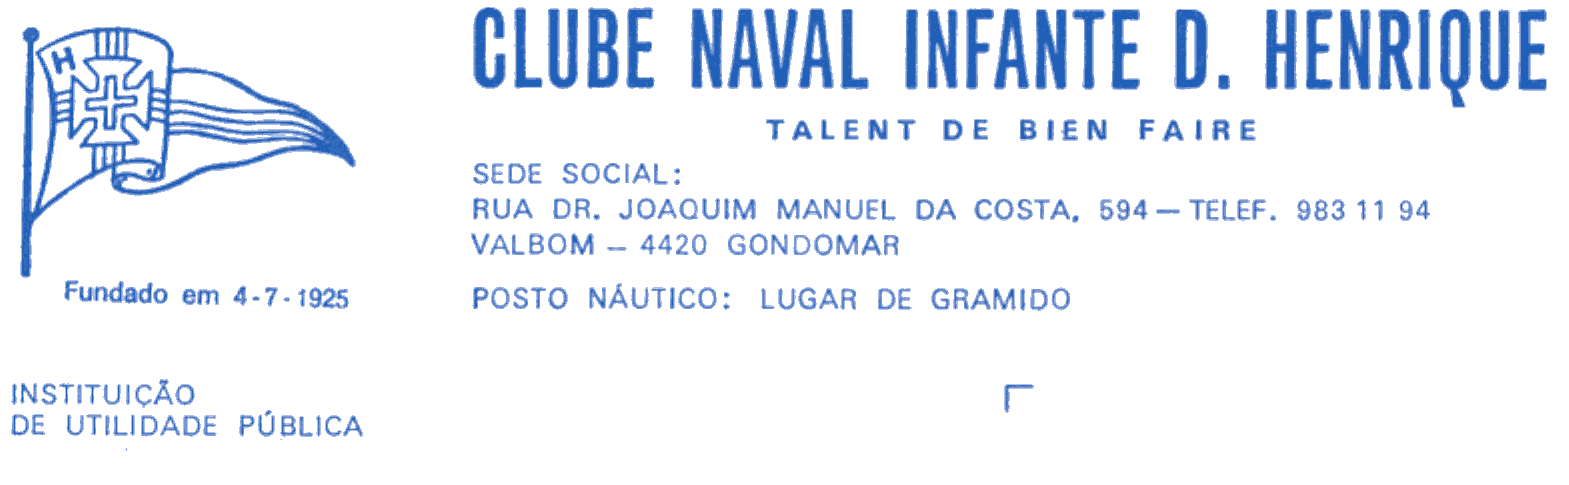 H
CLUBE NAVAL INFANTE D. HENRIQUE
TALENT DE BIEN FAIRE
SEDE SOCIAL:
RUA DR. JOAQUIM MANUEL DA COSTA, 594 — TELEF. 983 11 94
VALBOM — 4420 GONDOMAR
Fundado em 4-7-1925
POSTO NÁUTICO: LUGAR DE GRAMIDO
INSTITUIÇÃO
DE UTILIDADE PÚBLICA